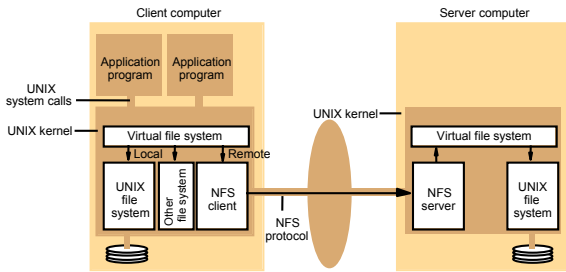 Client computer
Server computer
Application
program
Application
program
UNIX
system calls
UNIX kernel
UNIX kernel
Virtual file system
Virtual file system
Local
Remote
UNIX
file
system
Other
file system
NFS
client
NFS
protocol
NFS
server
UNIX
file
system